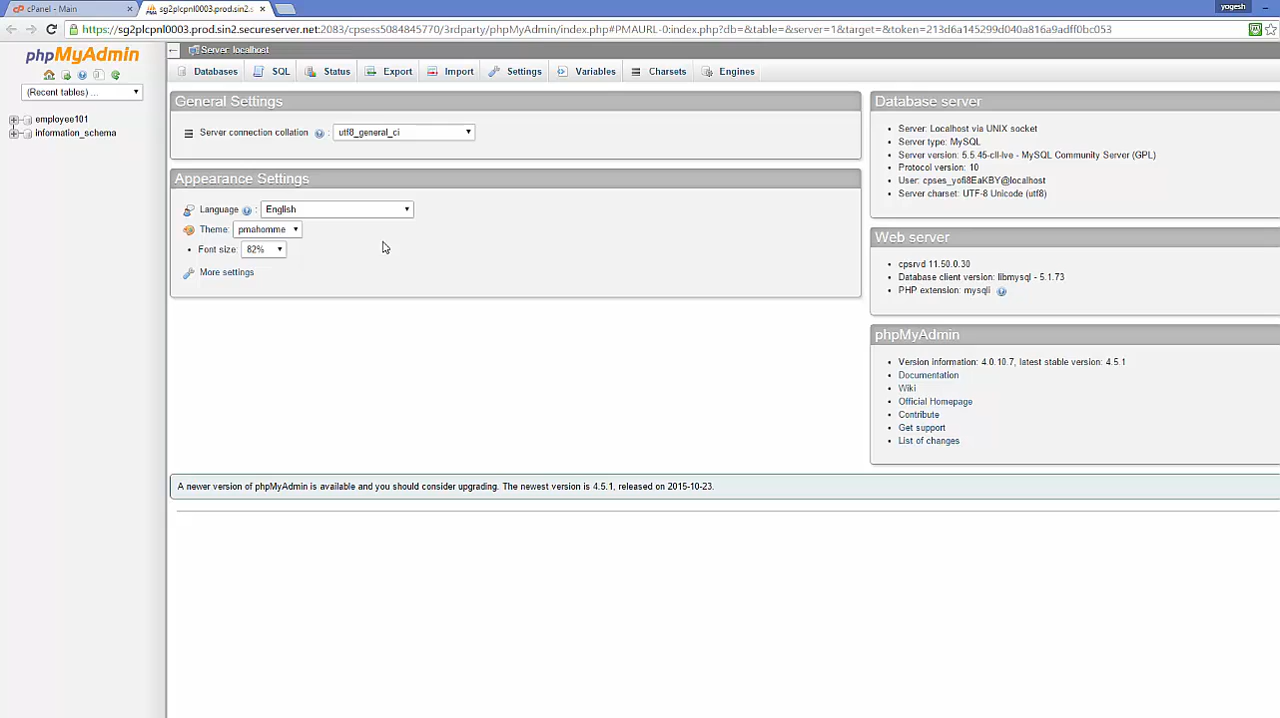 cPanel - Main
sg2plcpnl0003.prod.sin2.s
yogesh
https://sg2plcpnl0003.prod.sin2.secureserver.net:2083/cpsess5084845770/3rdparty/phpMyAdmin/index.php#PMAURL-0:index.php?db=&table=&server=1&target=&token=213d6a145299d040a816a9adff0bc053
phpMyAdmin
(Recent tables) ...
employee101
information_schema
Server: localhost
Databases
SQL
Status
Export
Import
Settings
Variables
Charsets
Engines
General Settings
Server connection collation : utf8_general_ci
Appearance Settings
Language : English
Theme: pmahomme
Font size: 82%
More settings
Database server
Server: Localhost via UNIX socket
Server type: MySQL
Server version: 5.5.45-cll-lve - MySQL Community Server (GPL)
Protocol version: 10
User: cpses_yofi8EaKBY@localhost
Server charset: UTF-8 Unicode (utf8)
Web server
cpsrvd 11.50.0.30
Database client version: libmysql - 5.1.73
PHP extension: mysqli
phpMyAdmin
Version information: 4.0.10.7, latest stable version: 4.5.1
Documentation
Wiki
Official Homepage
Contribute
Get support
List of changes
A newer version of phpMyAdmin is available and you should consider upgrading. The newest version is 4.5.1, released on 2015-10-23.